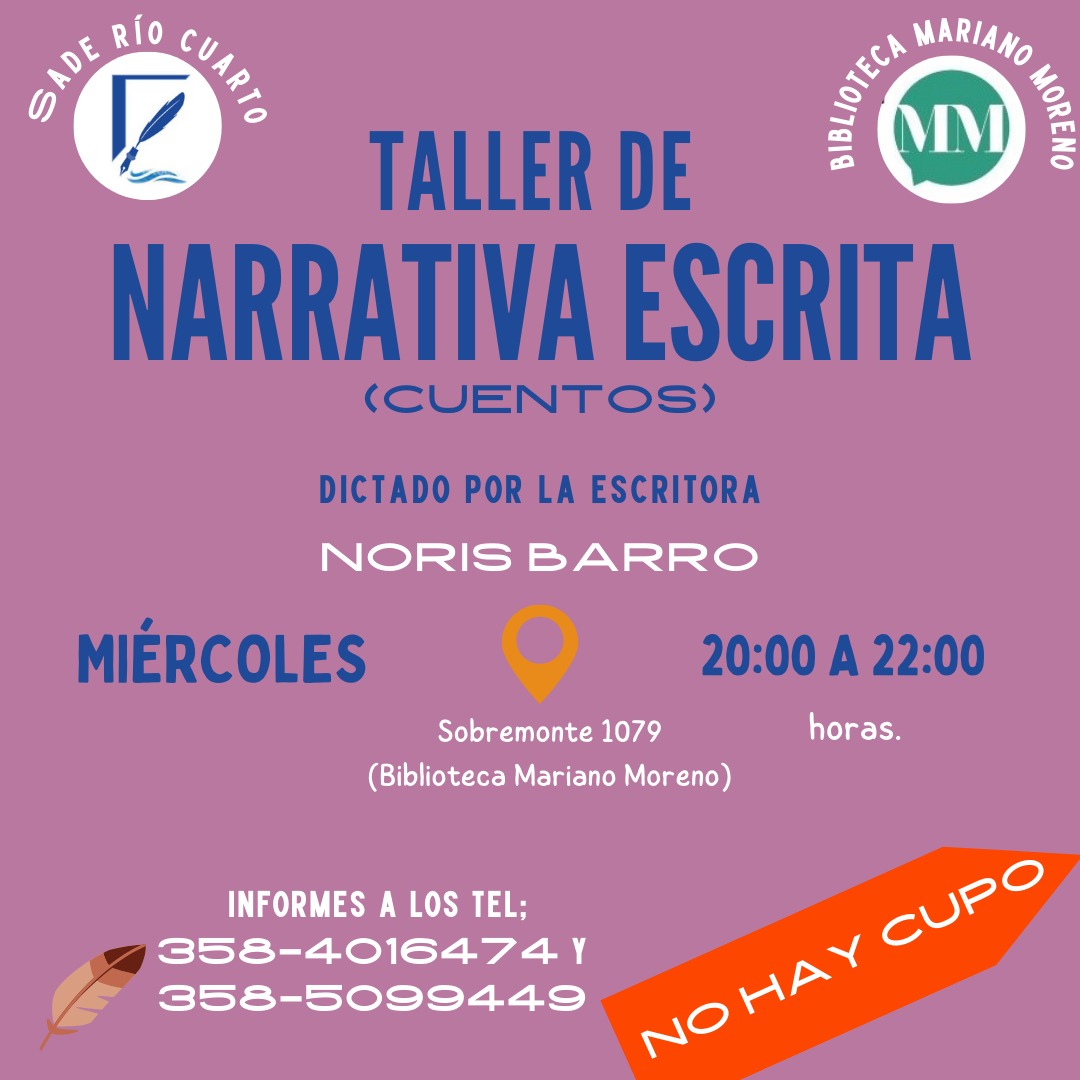 SADE RÍO CUARTO
BIBLIOTECA MARIANO MORENO
MM
TALLER DE
NARRATIVA ESCRITA
(CUENTOS)
DICTADO POR LA ESCRITORA
NORIS BARRO
MIÉRCOLES
20:00 A 22:00
horas.
Sobremonte 1079
(Biblioteca Mariano Moreno)
INFORMES A LOS TEL;
358-4016474 Y
358-5099449
NO HAY CUPO